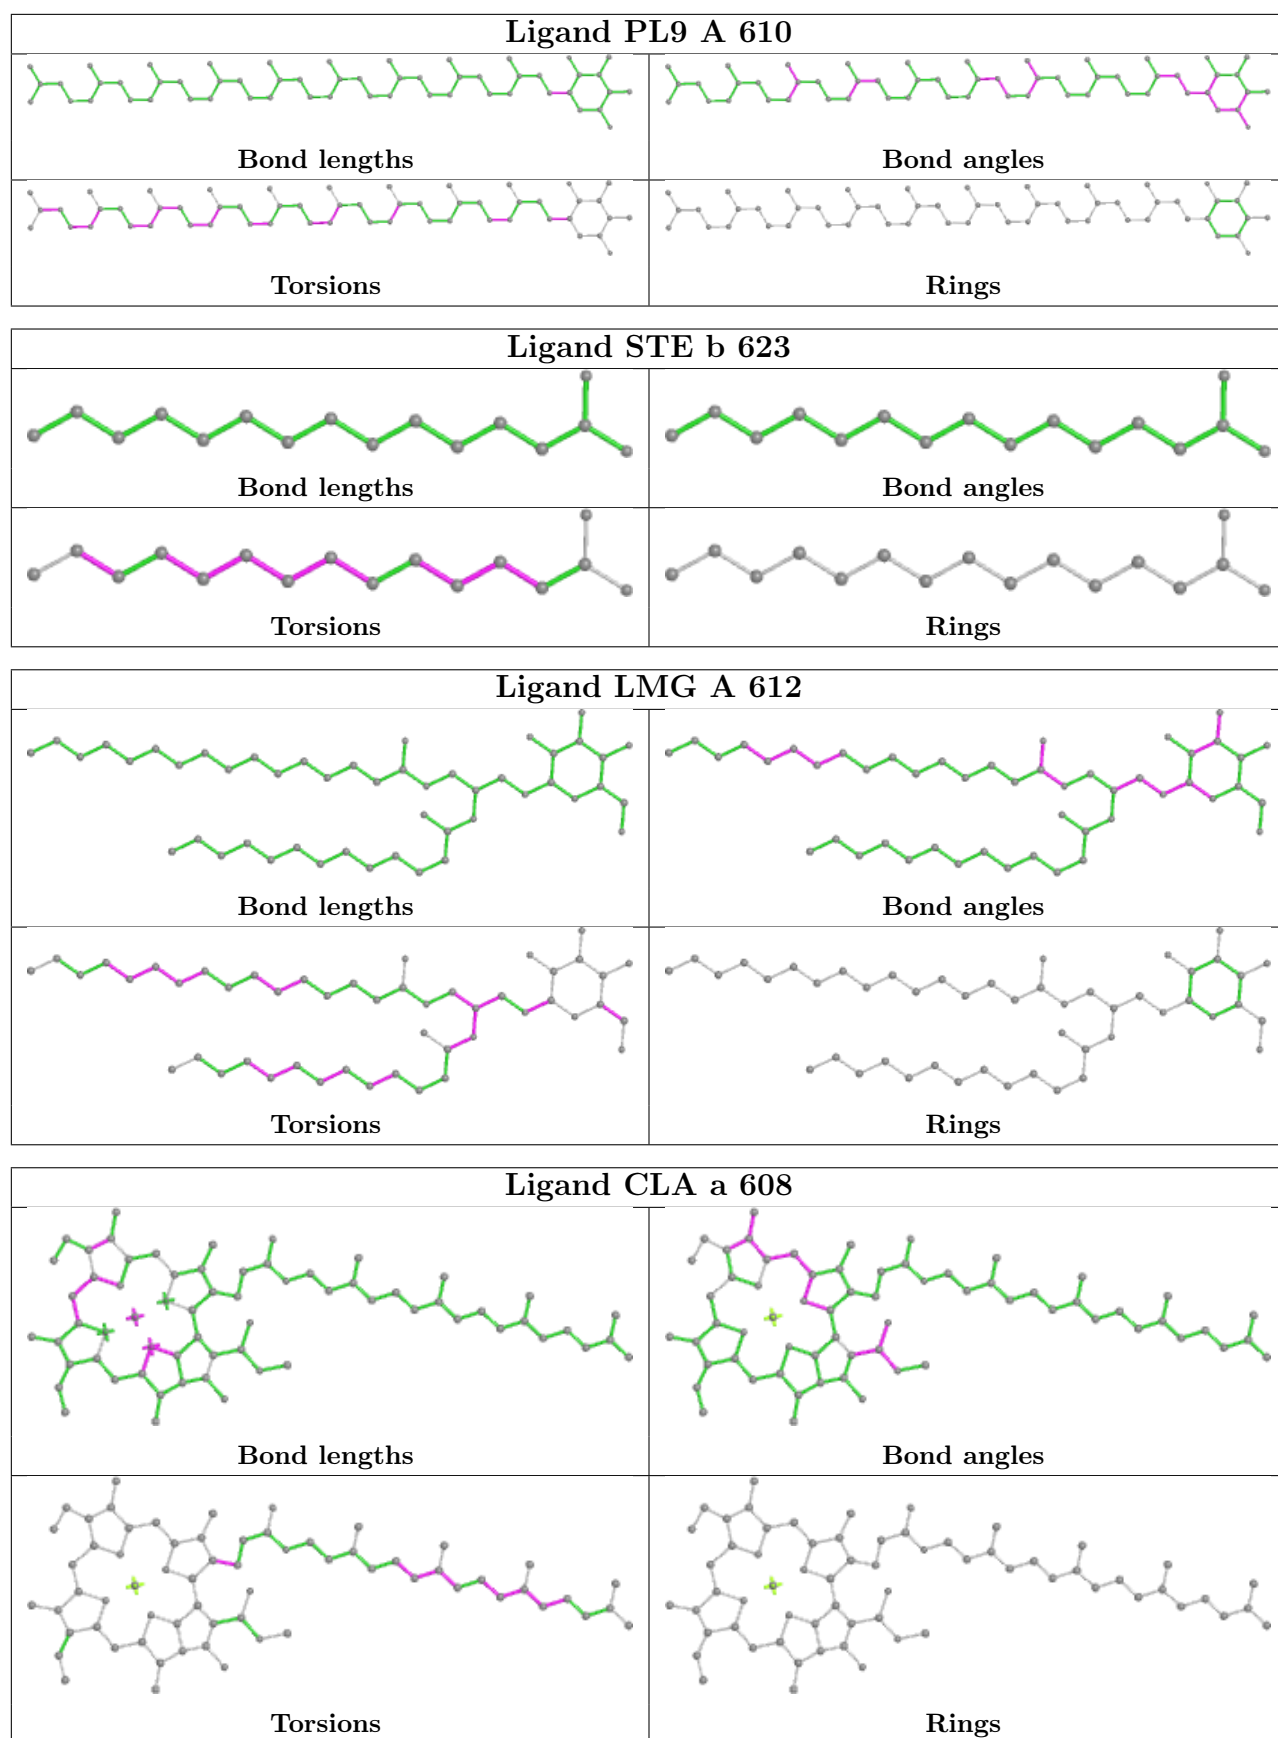 Ligand PL9 A 610
Bond lengths
Bond angles
Torsions
Rings
Ligand STE b 623
Bond lengths
Bond angles
Torsions
Rings
Ligand LMG A 612
Bond lengths
Bond angles
Torsions
Rings
Ligand CLA a 608
Bond lengths
Bond angles
Torsions
Rings